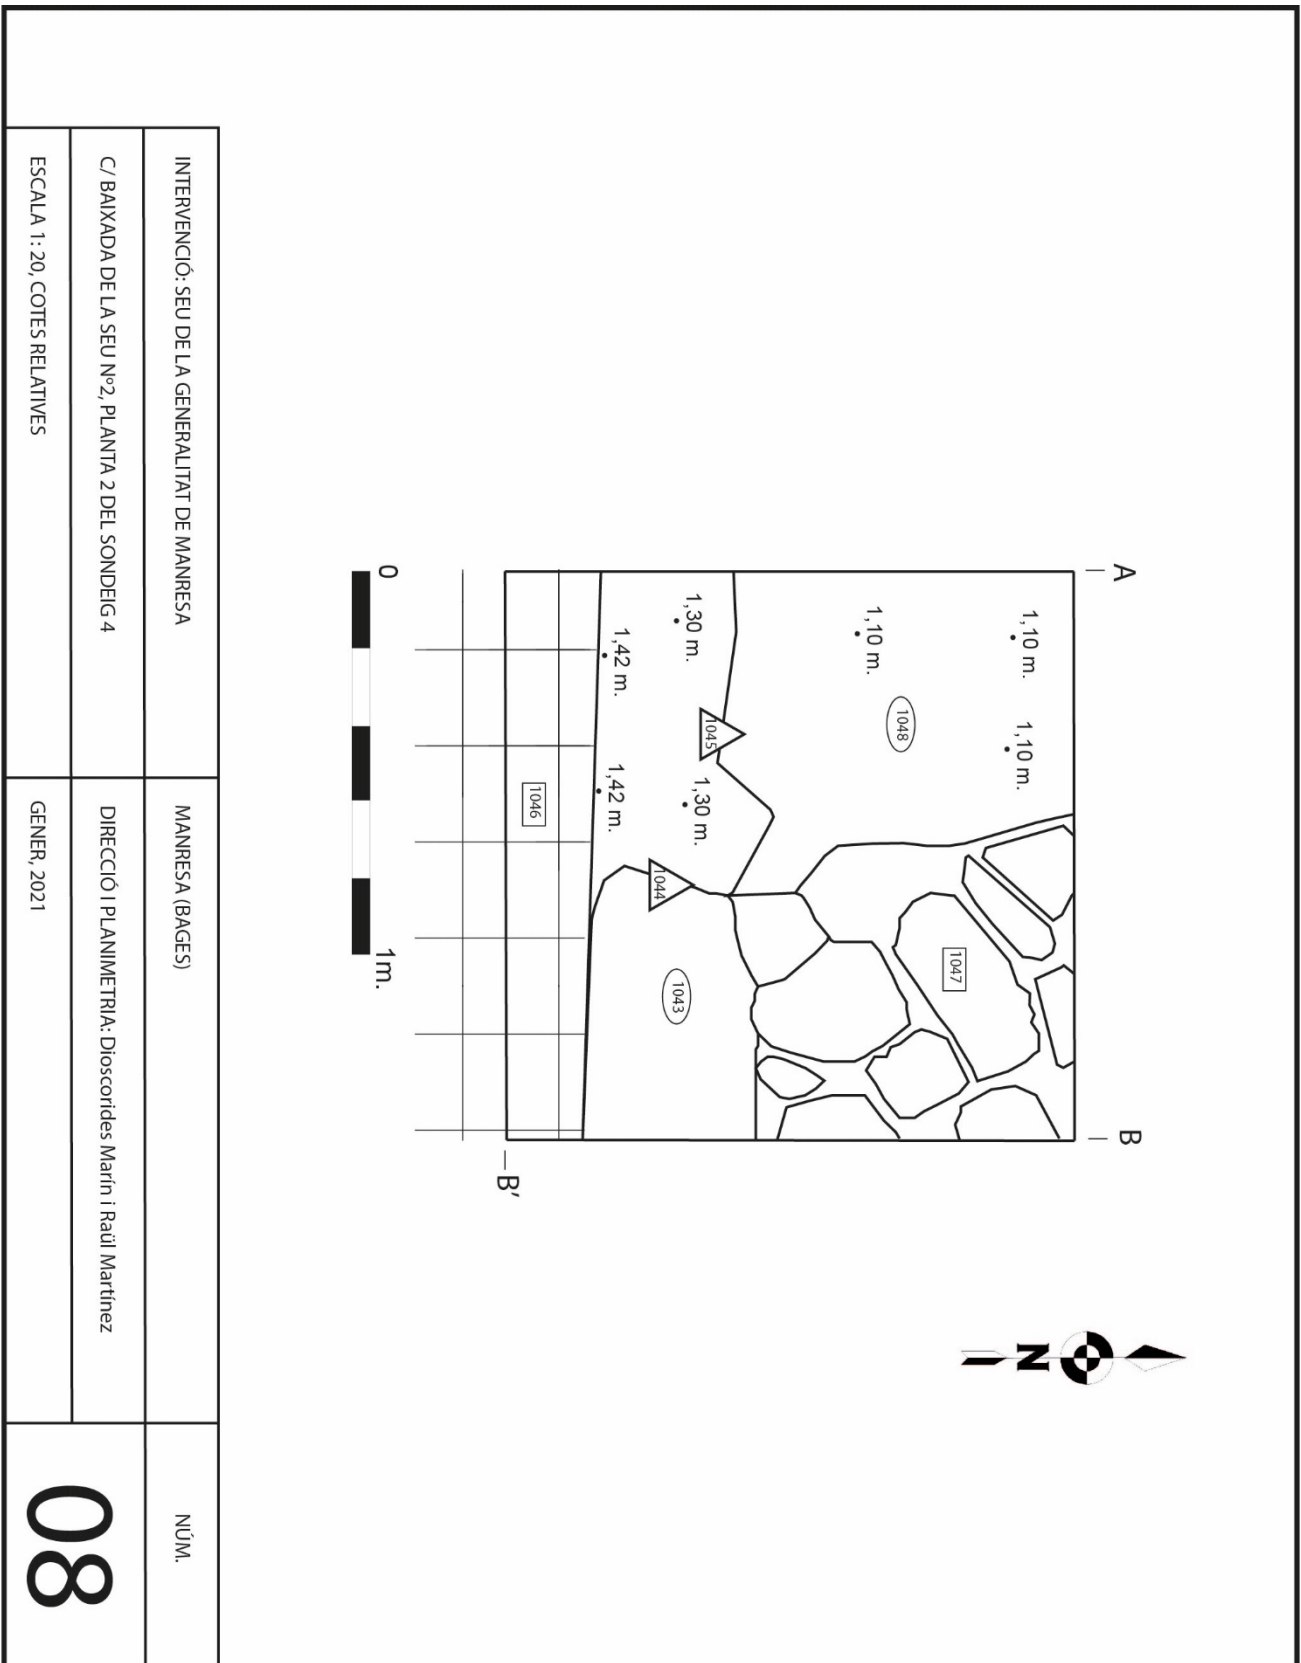 A
B
1,10 m.
1,10 m.
1,10 m.
1048
1047
1045
1,30 m.
1,30 m.
1044
1043
1,42 m.
1,42 m.
1046
B'
0
1m.
N
INTERVENCIÓ: SEU DE LA GENERALITAT DE MANRESA
MANRESA (BAGES)
NÚM.
C/ BAIXADA DE LA SEU Nº2, PLANTA 2 DEL SONDEIG 4
DIRECCIÓ I PLANIMETRIA: Dioscorides Marín i Raül Martínez
08
ESCALA 1: 20, COTES RELATIVES
GENER, 2021